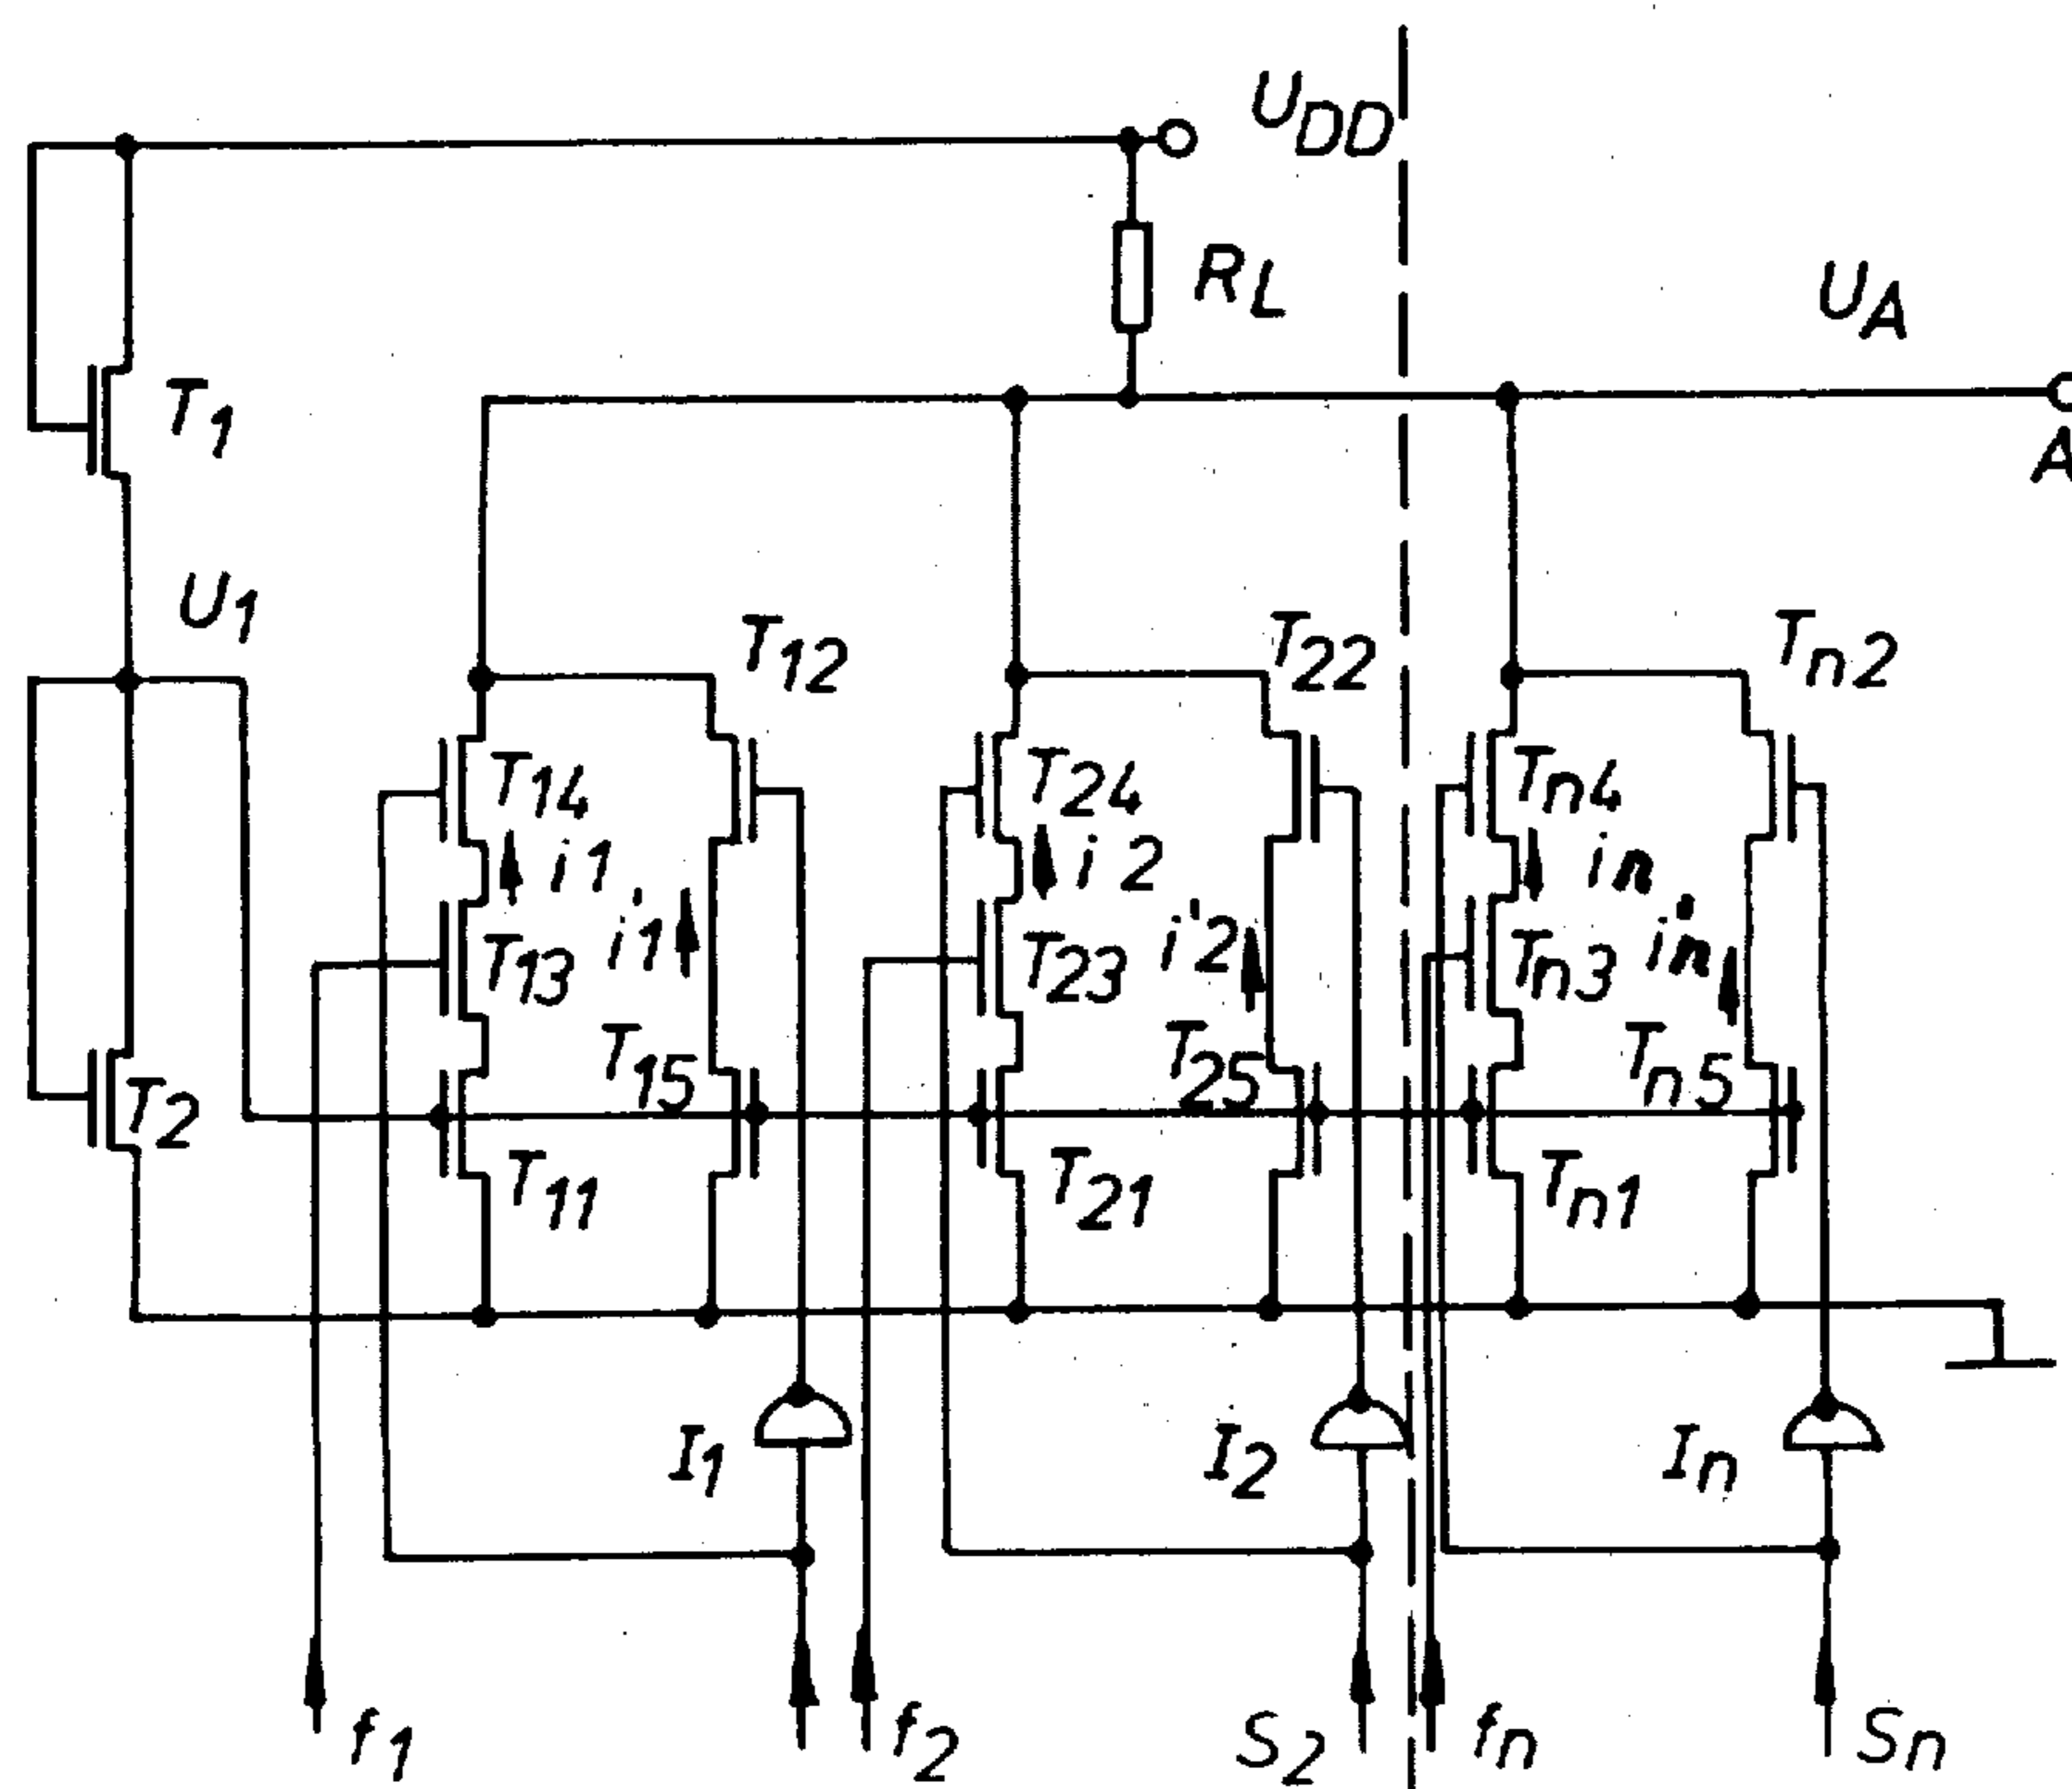 UDD
RL
UA
A
T1
U1
T12
T22
Tn2
T14
T24
Tn4
i1
i2
in
i'1
i'2
i'n
T13
T23
Tn3
T15
T25
Tn5
T2
T11
T21
Tn1
I1
I2
In
f1
f2
S2
fn
Sn